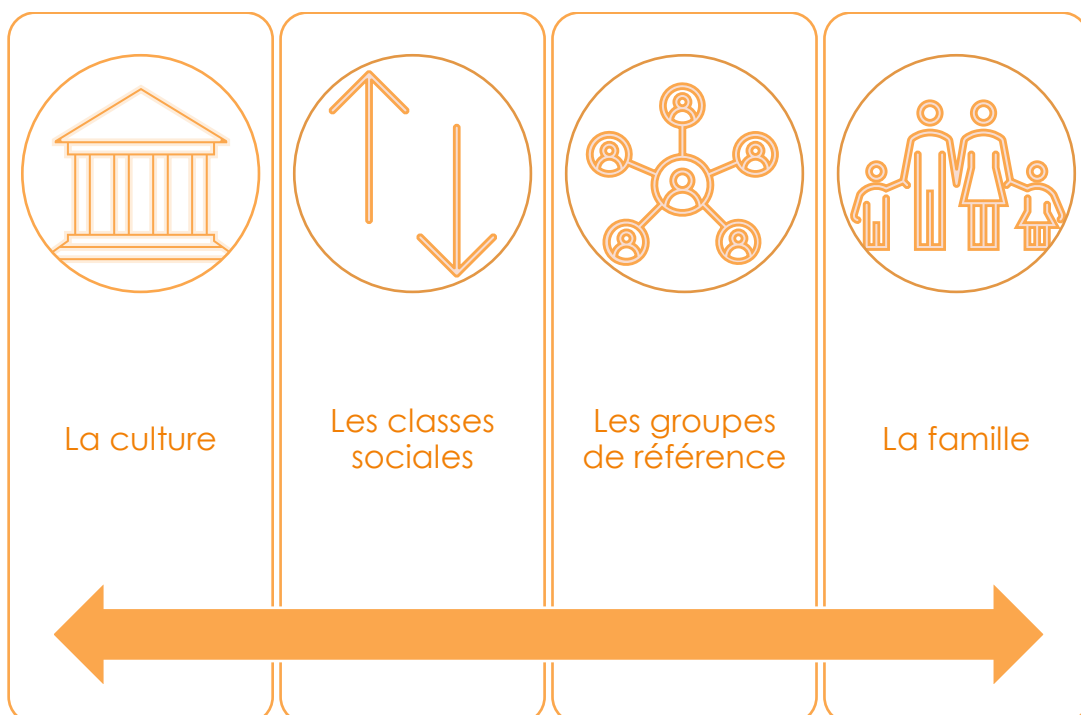 La culture
Les classes
sociales
Les groupes
de référence
La famille